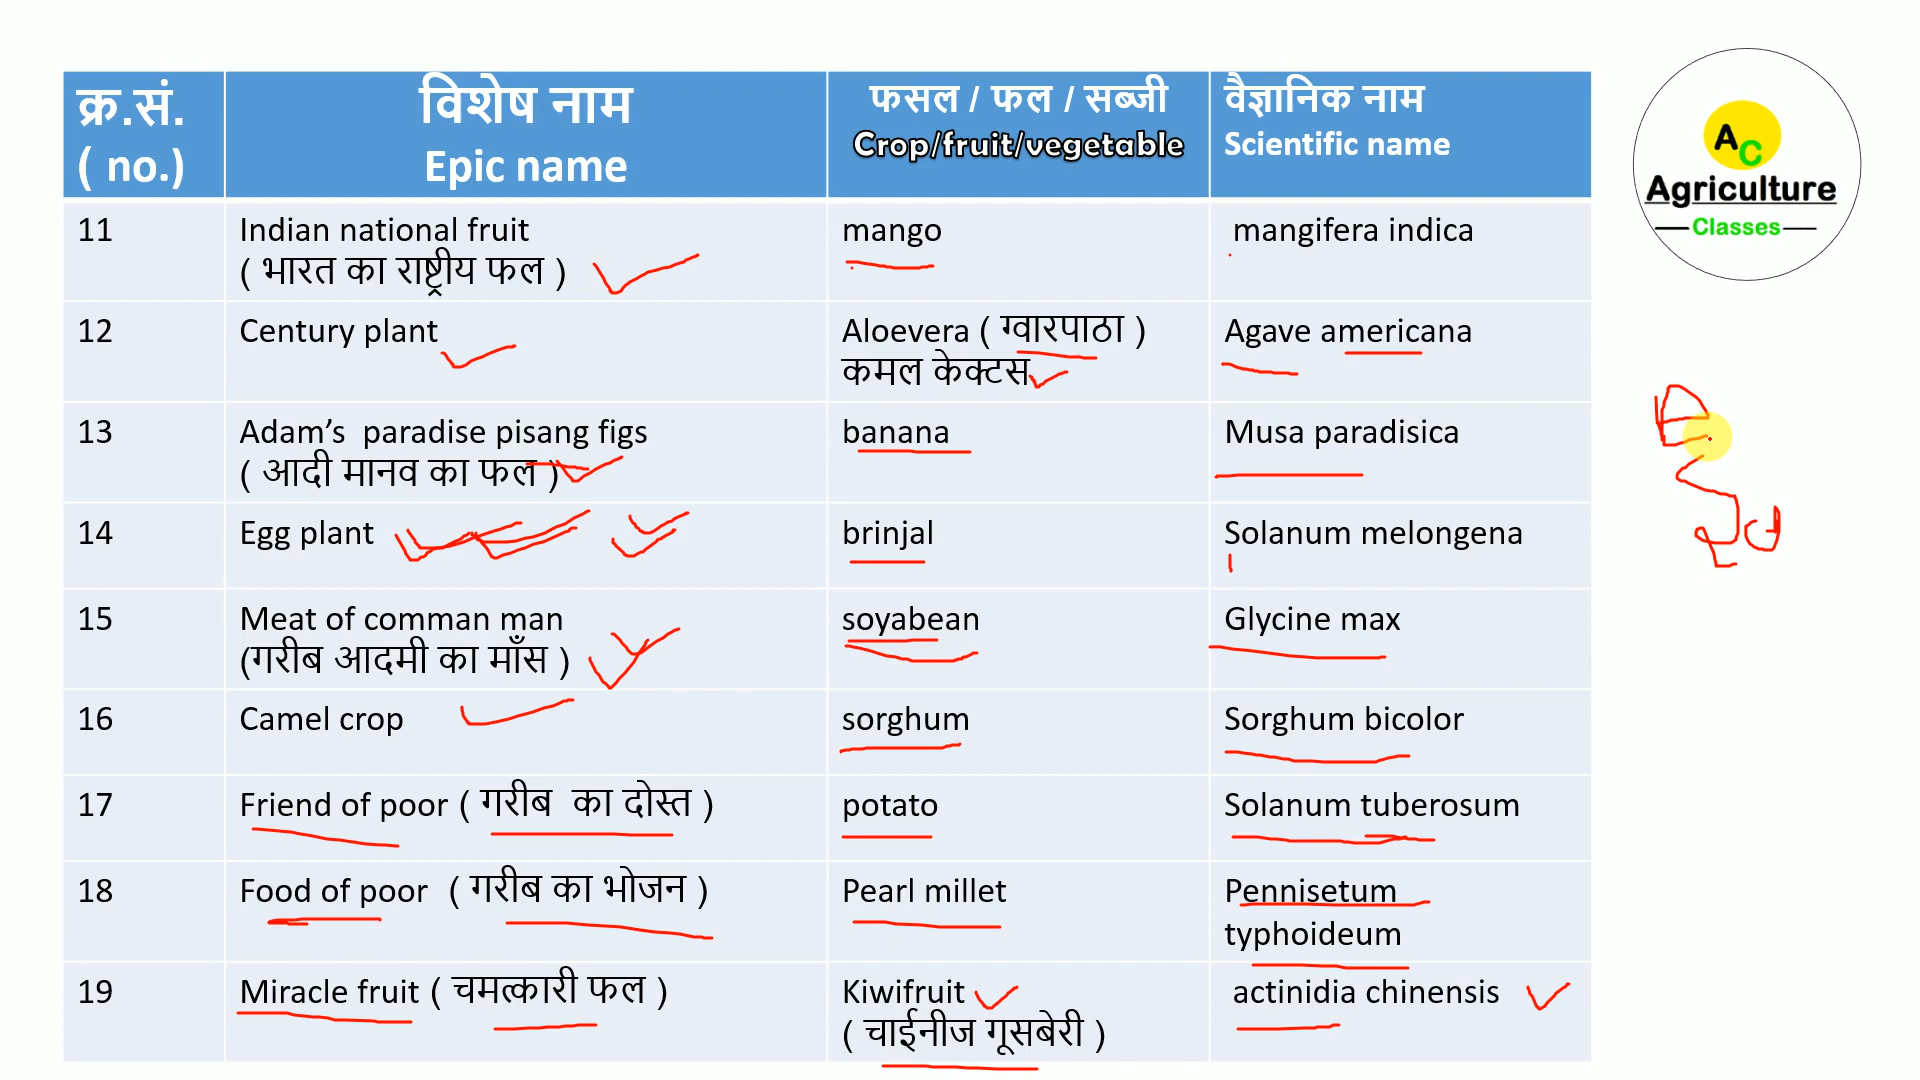 क्र.सं.
( no.)
विशेष नाम
Epic name
फसल / फल / सब्जी
Crop/fruit/vegetable
वैज्ञानिक नाम
Scientific name
11
Indian national fruit
( भारत का राष्ट्रीय फल )
mango
mangifera indica
12
Century plant
Aloevera ( ग्वारपाठा )
कमल केक्टस
Agave americana
13
Adam’s paradise pisang figs
( आदी मानव का फल )
banana
Musa paradisica
14
Egg plant
brinjal
Solanum melongena
15
Meat of comman man
(गरीब आदमी का माँस )
soyabean
Glycine max
16
Camel crop
sorghum
Sorghum bicolor
17
Friend of poor ( गरीब का दोस्त )
potato
Solanum tuberosum
18
Food of poor ( गरीब का भोजन )
Pearl millet
Pennisetum
typhoideum
19
Miracle fruit ( चमत्कारी फल )
Kiwifruit
( चाईनीज गूसबेरी )
actinidia chinensis
AC
Agriculture
Classes